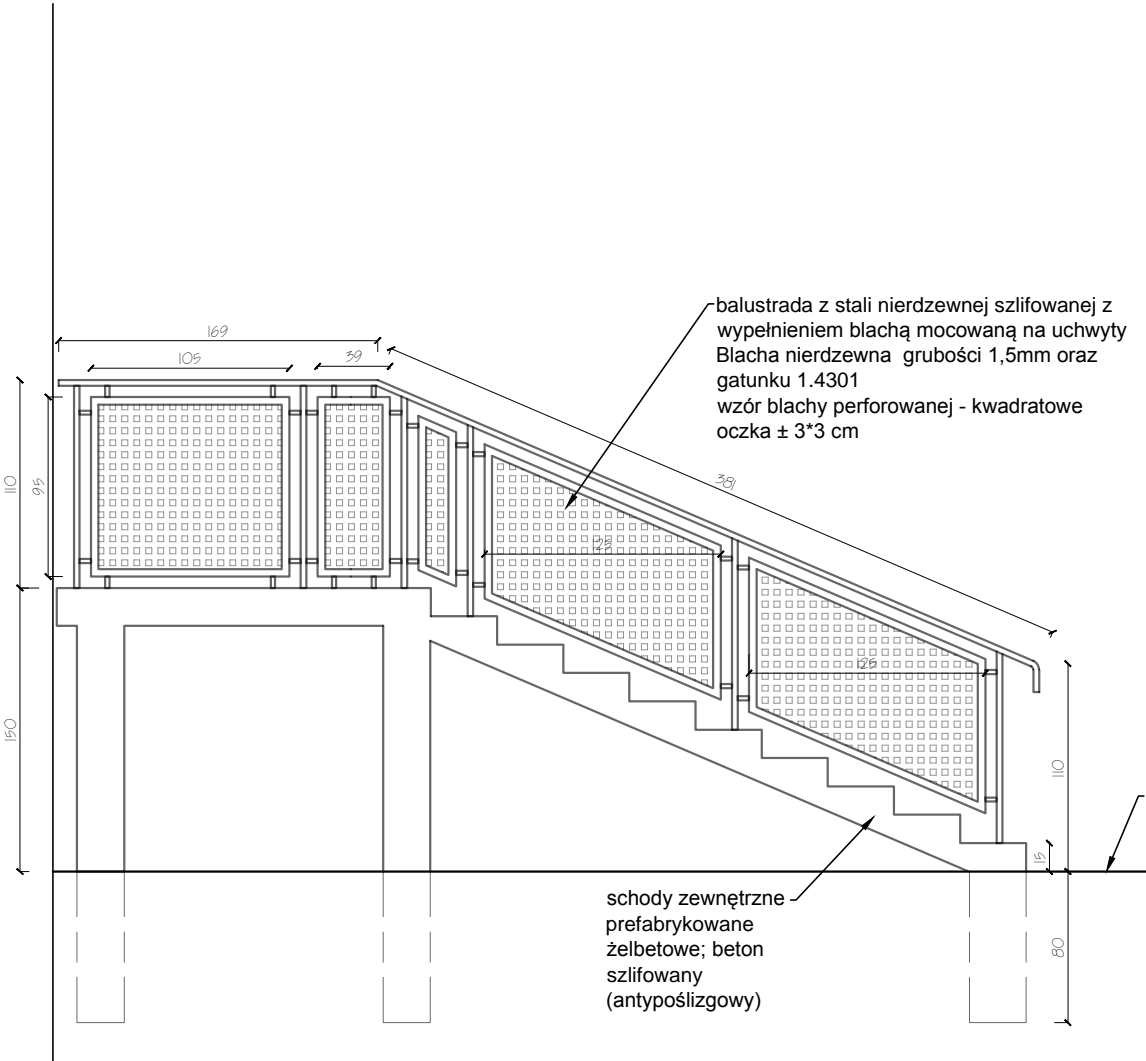 balustrada z stali nierdzewnej szlifowanej z
wypełnieniem blachą mocowaną na uchwyty
Blacha nierdzewna grubości 1,5mm oraz
gatunku 1.4301
wzór blachy perforowanej - kwadratowe
oczka ± 3*3 cm
169
105
39
381
110
95
125
125
150
110
15
80
schody zewnętrzne
prefabrykowane
żelbetowe; beton
szlifowany
(antypoślizgowy)